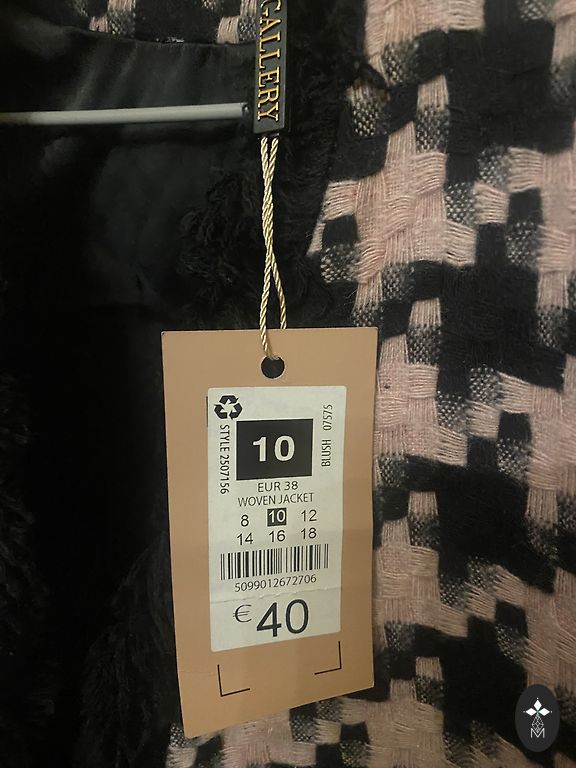 GALLERY
STYLE 2507156
10
BLUSH 07575
EUR 38
WOVEN JACKET
8 10 12
14 16 18
5099012672706
€40
M